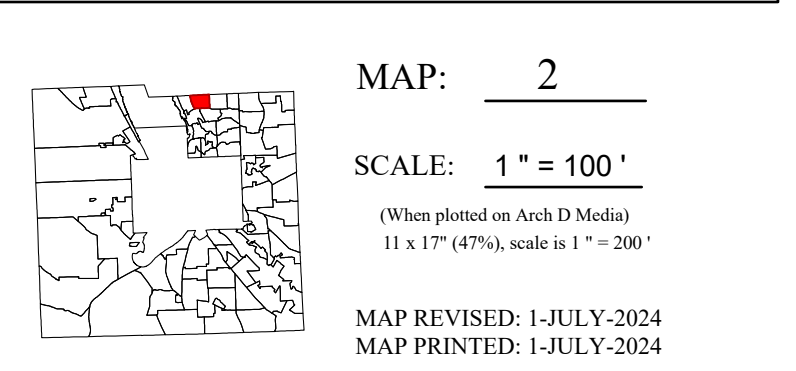 MAP: 2
SCALE: 1 " = 100 '
(When plotted on Arch D Media)
11 x 17" (47%), scale is 1 " = 200 '
MAP REVISED: 1-JULY-2024
MAP PRINTED: 1-JULY-2024